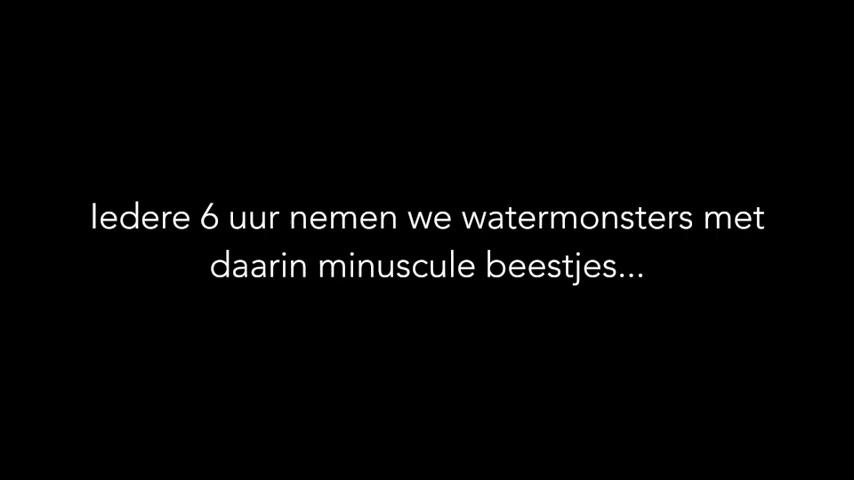 Iedere 6 uur nemen we watermonsters met
daarin minuscule beestjes...